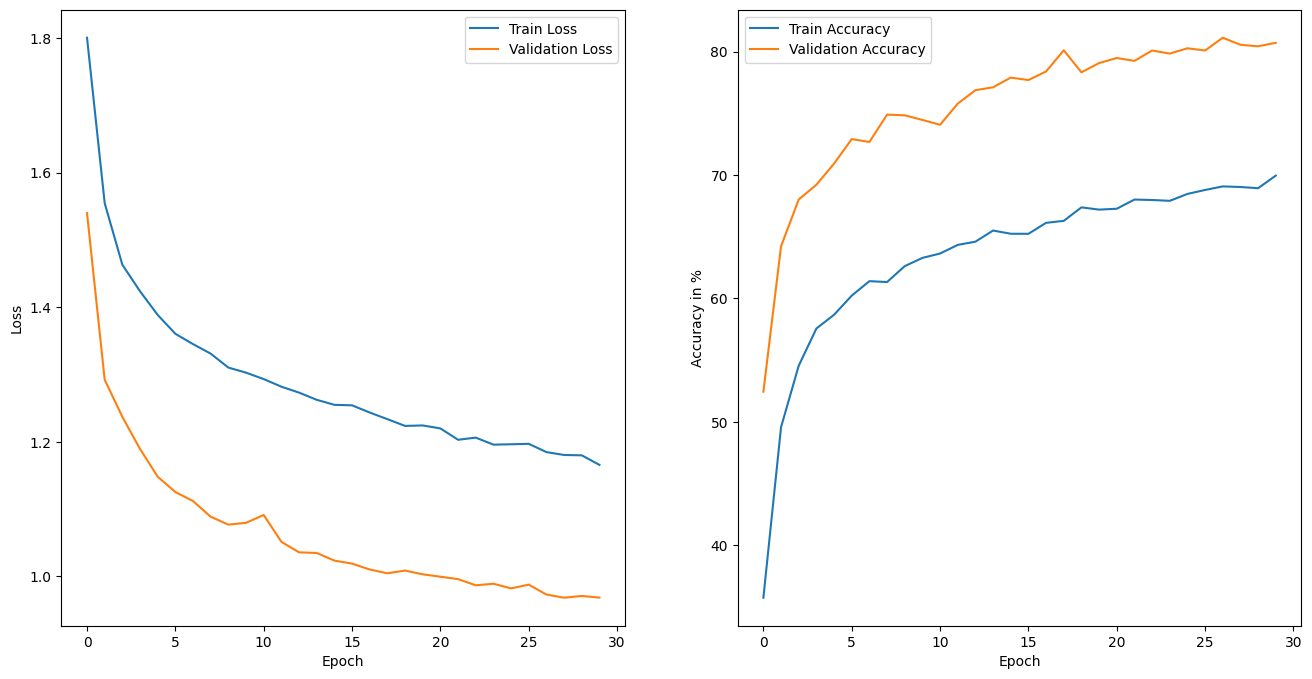 Train Loss
Validation Loss
1.8
1.6
1.4
1.2
1.0
Loss
0 5 10 15 20 25 30
Epoch
Train Accuracy
Validation Accuracy
80
70
60
50
40
Accuracy in %
0 5 10 15 20 25 30
Epoch